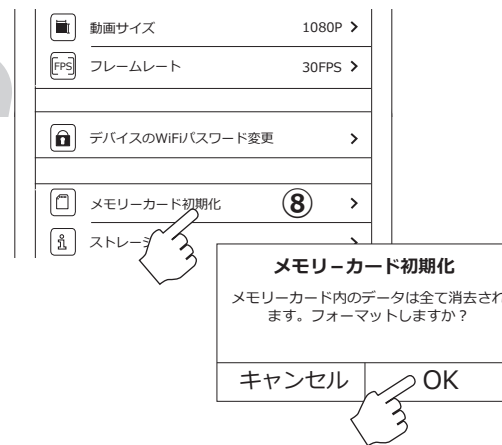 動画サイズ 1080P >
FPS フレームレート 30FPS >
デバイスのWiFiパスワード変更 >
メモリーカード初期化 ⑧ >
ストレージ >
メモリーカード初期化
メモリーカード内のデータは全て消去され
ます。フォーマットしますか？
キャンセル OK